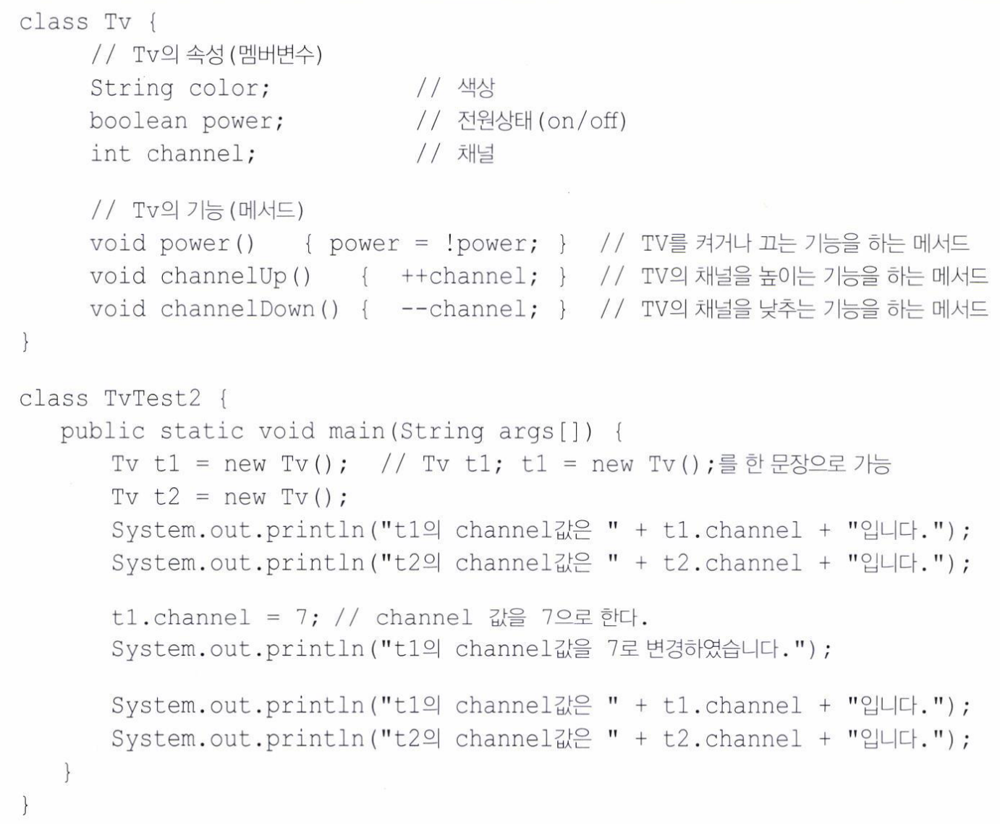 class Tv {
// Tv의 속성(멤버변수)
String color; // 색상
boolean power; // 전원상태(on/off)
int channel; // 채널
// Tv의 기능(메서드)
void power() { power = !power; } // TV를 켜거나 끄는 기능을 하는 메서드
void channelUp() { ++channel; } // TV의 채널을 높이는 기능을 하는 메서드
void channelDown() { --channel; } // TV의 채널을 낮추는 기능을 하는 메서드
}
class TvTest2 {
public static void main(String args[]) {
Tv t1 = new Tv(); // Tv t1; t1 = new Tv();를 한 문장으로 가능
Tv t2 = new Tv();
System.out.println("t1의 channel값은 " + t1.channel + "입니다.");
System.out.println("t2의 channel값은 " + t2.channel + "입니다.");
t1.channel = 7; // channel 값을 7으로 한다.
System.out.println("t1의 channel값을 7로 변경하였습니다.");
System.out.println("t1의 channel값은 " + t1.channel + "입니다.");
System.out.println("t2의 channel값은 " + t2.channel + "입니다.");
}
}